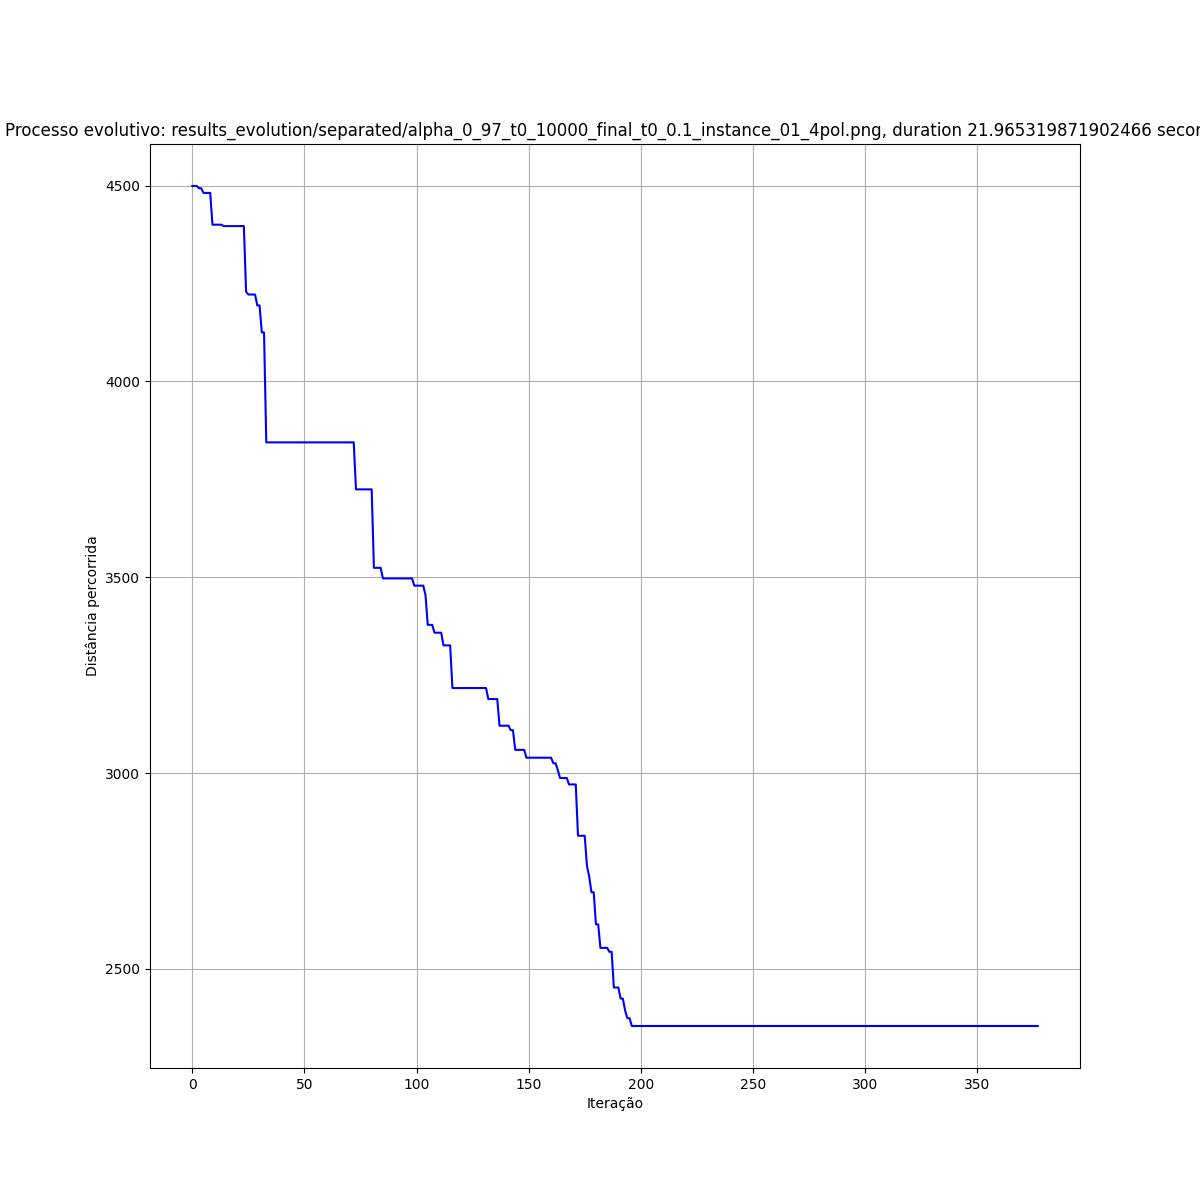 Processo evolutivo: results_evolution/separated/alpha_0_97_t0_10000_final_t0_0.1_instance_01_4pol.png, duration 21.965319871902466 secor
4500
4000
3500
3000
2500
Distância percorrida
0 50 100 150 200 250 300 350
Iteração